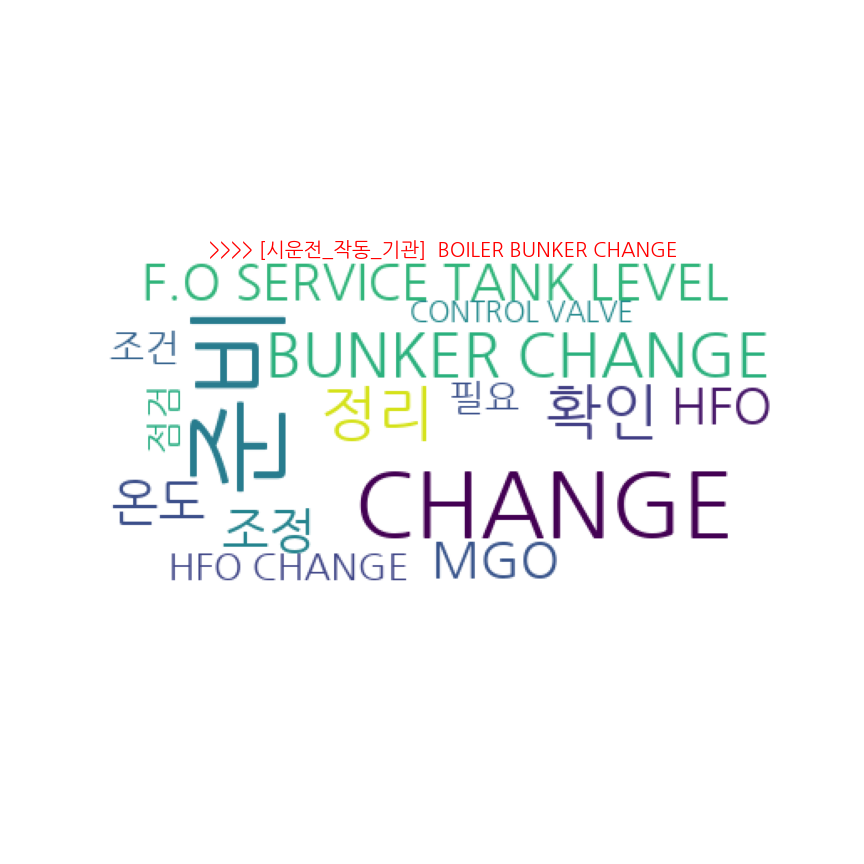 >>>> [시운전_작동_기관]  BOILER BUNKER CHANGE
F.O SERVICE TANK LEVEL
CONTROL VALVE
조건
준비
BUNKER CHANGE
점검
정리
필요
확인
HFO
온도
조정
CHANGE
HFO CHANGE
MGO